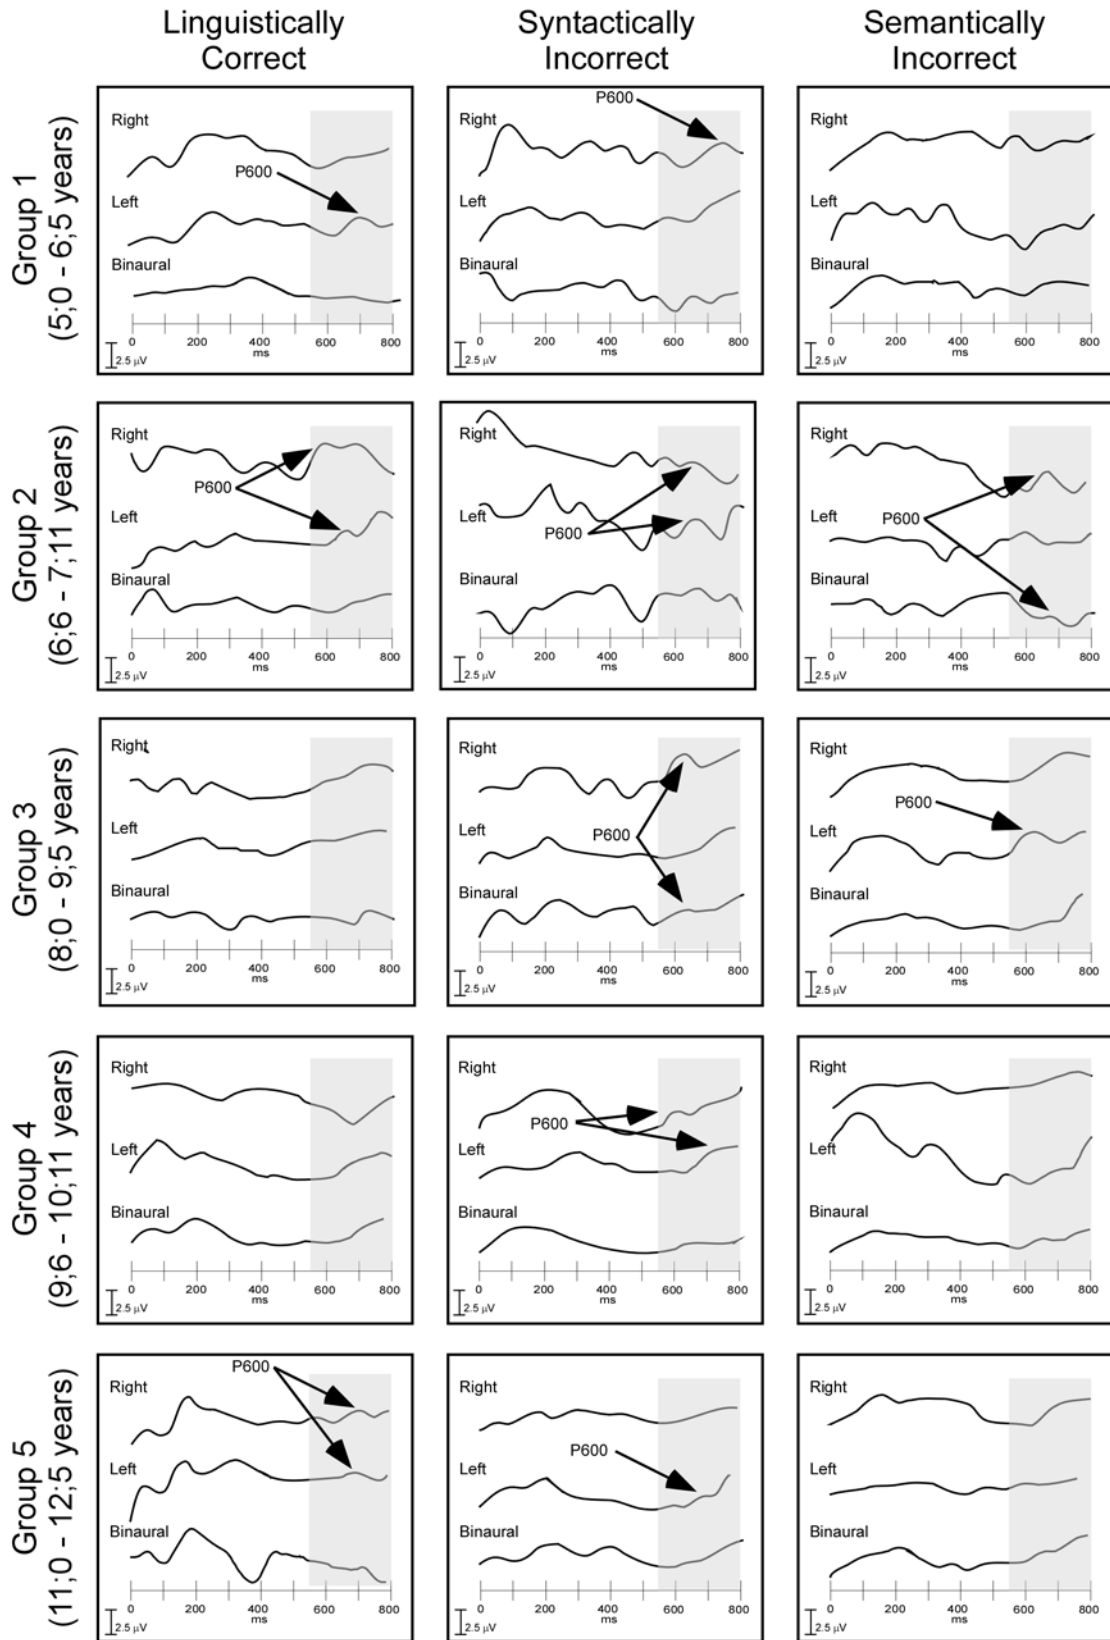 Linguistically
Correct
Syntactically
Incorrect
Semantically
Incorrect
Group 1
(5;0 - 6;5 years)
Right
P600
Left
Binaural
0 200 400 600 800
ms
2.5 µV
P600
Right
Left
Binaural
0 200 400 600 800
ms
2.5 µV
Right
Left
Binaural
0 200 400 600 800
ms
2.5 µV
Group 2
(6;6 - 7;11 years)
Right
P600
Left
Binaural
0 200 400 600 800
ms
2.5 µV
Right
Left
P600
Binaural
0 200 400 600 800
ms
2.5 µV
Right
Left
P600
Binaural
0 200 400 600 800
ms
2.5 µV
Group 3
(8;0 - 9;5 years)
Right
Left
Binaural
0 200 400 600 800
ms
2.5 µV
Right
Left
P600
Binaural
0 200 400 600 800
ms
2.5 µV
Right
P600
Left
Binaural
0 200 400 600 800
ms
2.5 µV
Group 4
(9;6 - 10;11 years)
Right
Left
Binaural
0 200 400 600 800
ms
2.5 µV
Right
P600
Left
Binaural
0 200 400 600 800
ms
2.5 µV
Right
Left
Binaural
0 200 400 600 800
ms
2.5 µV
Group 5
(11;0 - 12;5 years)
P600
Right
Left
Binaural
0 200 400 600 800
ms
2.5 µV
Right
P600
Left
Binaural
0 200 400 600 800
ms
2.5 µV
Right
Left
Binaural
0 200 400 600 800
ms
2.5 µV